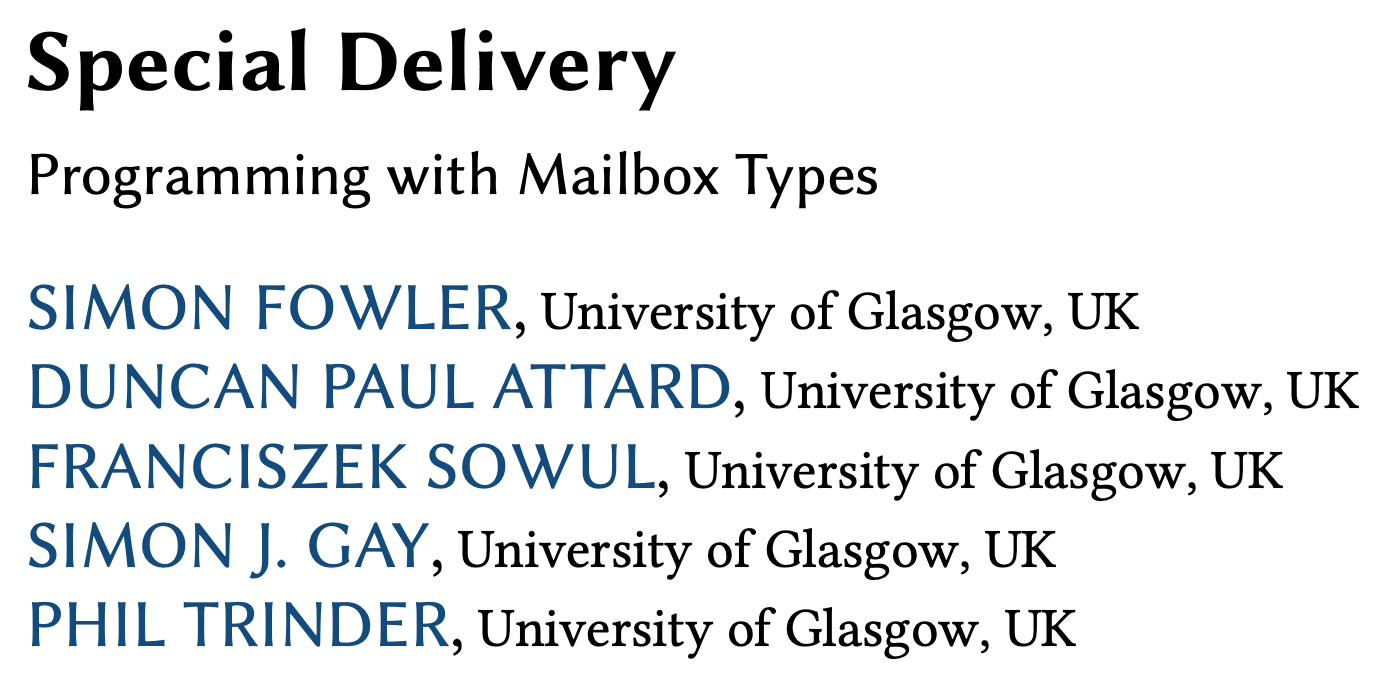 Special Delivery
Programming with Mailbox Types
SIMON FOWLER, University of Glasgow, UK
DUNCAN PAUL ATTARD, University of Glasgow, UK
FRANCISZEK SOWUL, University of Glasgow, UK
SIMON J. GAY, University of Glasgow, UK
PHIL TRINDER, University of Glasgow, UK